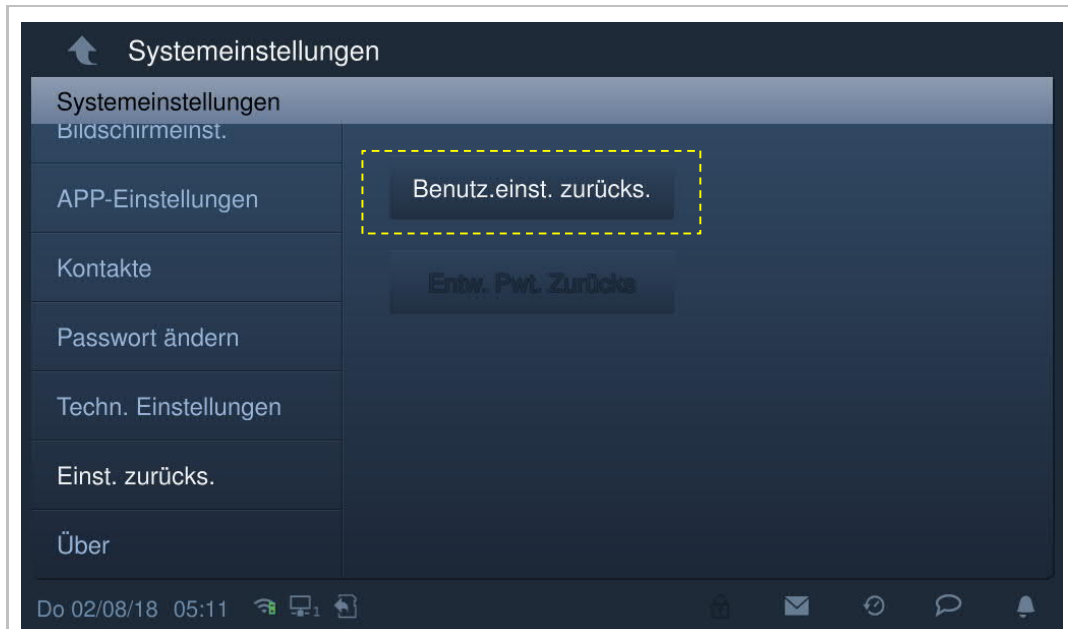 Systemeinstellungen
Systemeinstellungen
Bildschirmeinst.
APP-Einstellungen
Kontakte
Passwort ändern
Techn. Einstellungen
Einst. zurücks.
Über
Benutz.einst. zurücks.
Entw. Pwt. Zurücks
Do 02/08/18 05:11
1